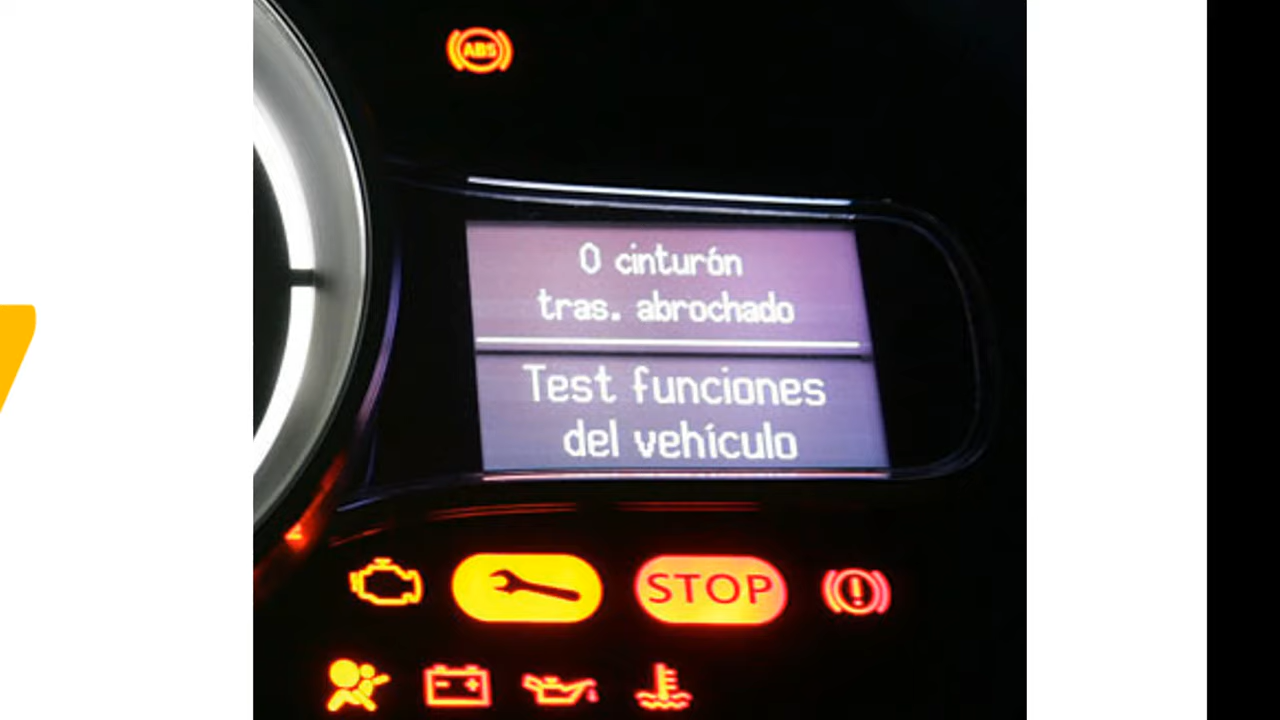 ABS
0 cinturón
tras. abrochado
Test funciones
del vehículo
STOP